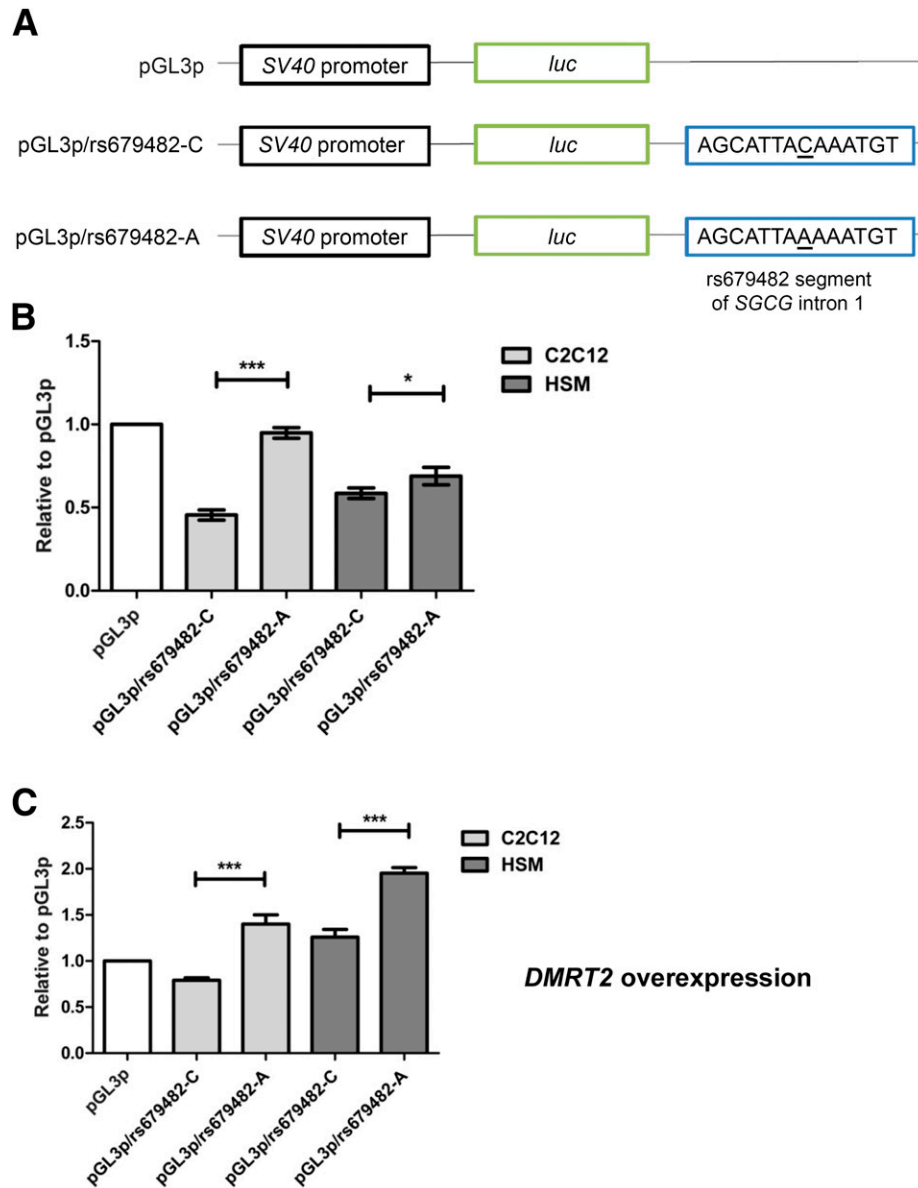 A
pGL3p
SV40 promoter
luc
pGL3p/rs679482-C
SV40 promoter
luc
AGCATTACAAATGT
pGL3p/rs679482-A
SV40 promoter
luc
AGCATTAAAAATGT
rs679482 segment
of SGCG intron 1
B
Relative to pGL3p
1.5
1.0
0.5
0.0
***
*
C2C12
HSM
pGL3p
pGL3p/rs679482-C
pGL3p/rs679482-A
pGL3p/rs679482-C
pGL3p/rs679482-A
C
Relative to pGL3p
2.5
2.0
1.5
1.0
0.5
0.0
***
***
C2C12
HSM
DMRT2 overexpression
pGL3p
pGL3p/rs679482-C
pGL3p/rs679482-A
pGL3p/rs679482-C
pGL3p/rs679482-A